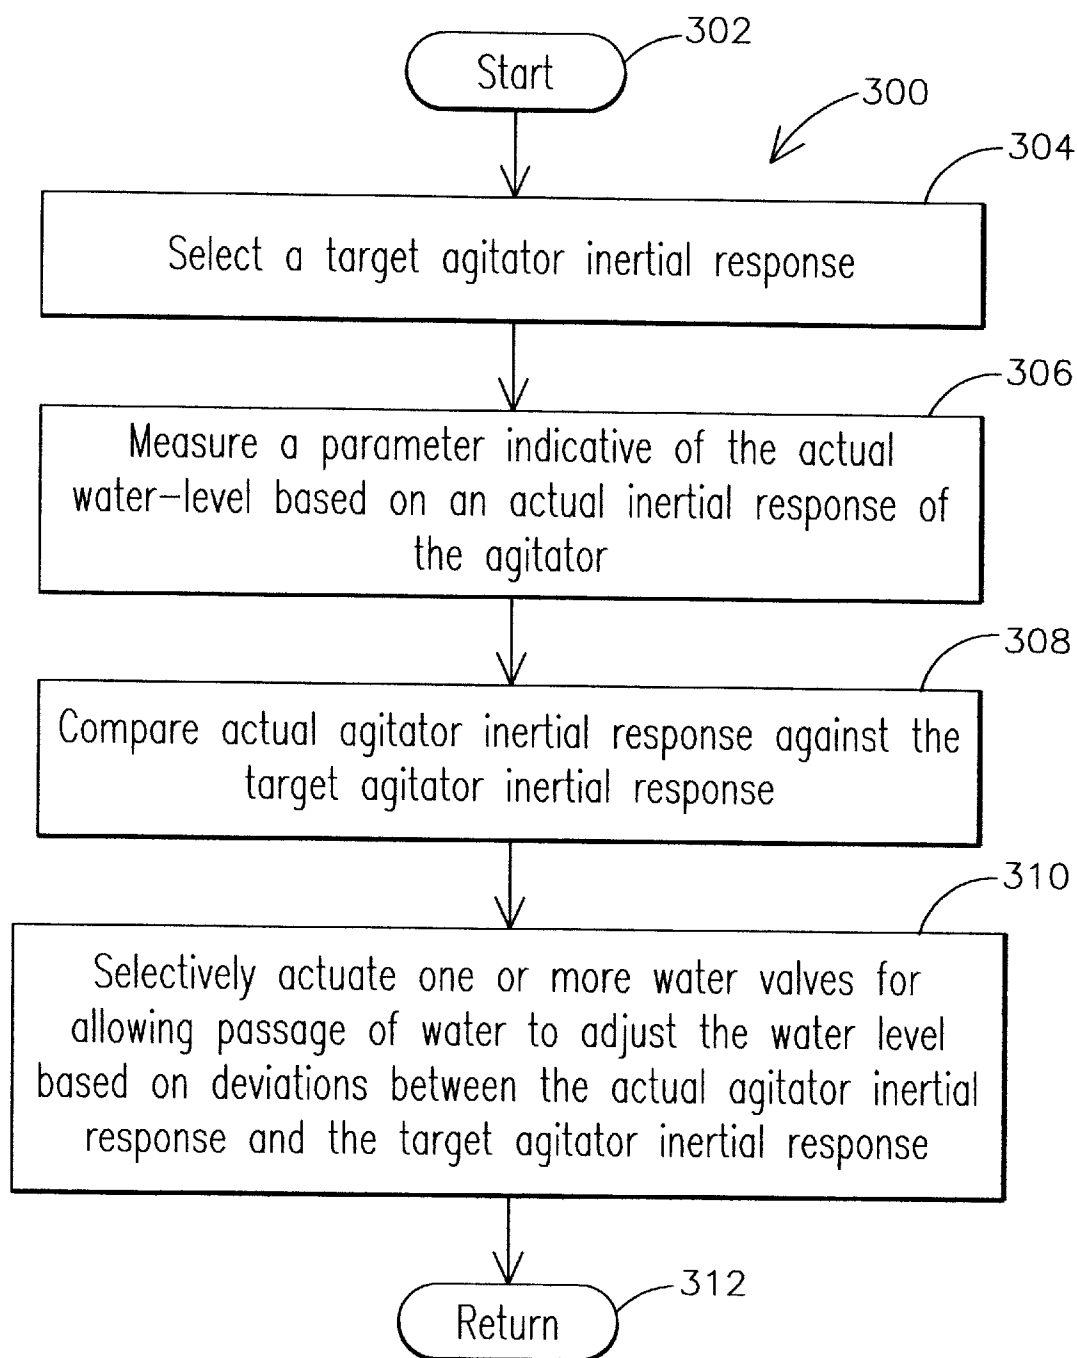 302
Start
300
304
Select a target agitator inertial response
306
Measure a parameter indicative of the actual
water-level based on an actual inertial response of
the agitator
308
Compare actual agitator inertial response against the
target agitator inertial response
310
Selectively actuate one or more water valves for
allowing passage of water to adjust the water level
based on deviations between the actual agitator inertial
response and the target agitator inertial response
312
Return